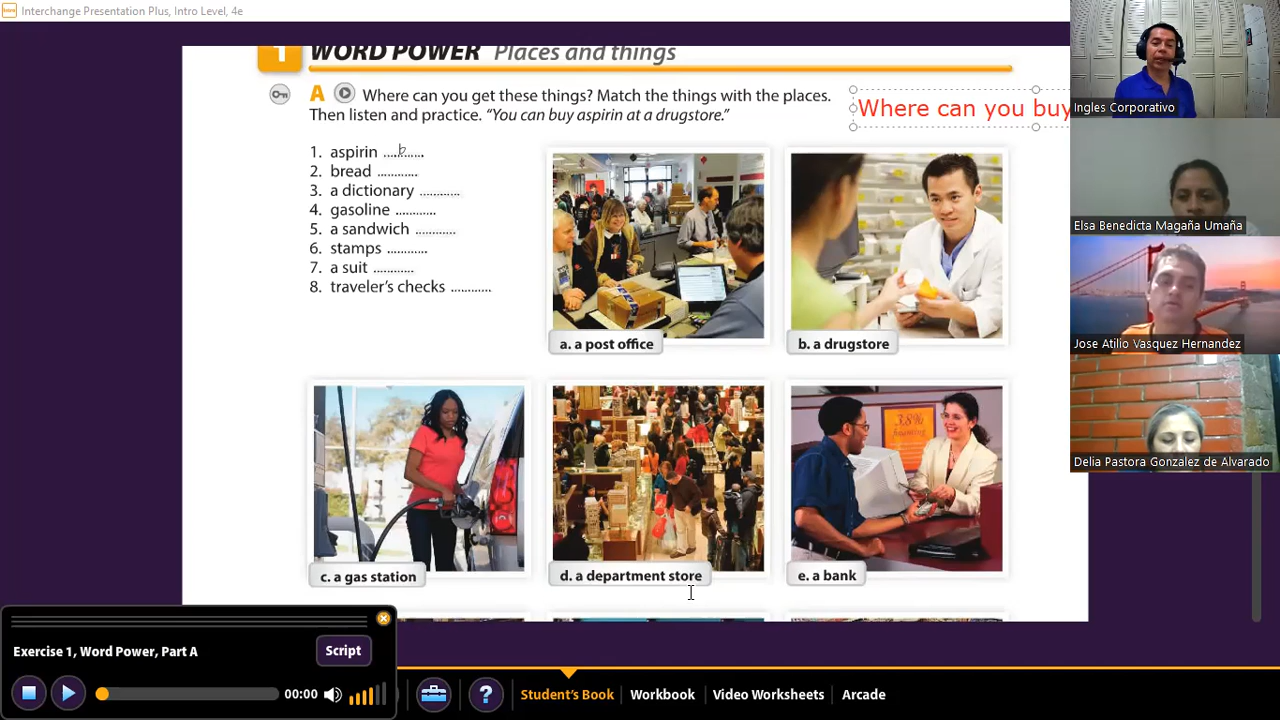 Interchange Presentation Plus, Intro Level, 4e
1 WORD POWER Places and things
A Where can you get these things? Match the things with the places.
Then listen and practice. "You can buy aspirin at a drugstore."
Where can you buy
1. aspirin ....b.......
2. bread ............
3. a dictionary ............
4. gasoline ............
5. a sandwich ............
6. stamps ............
7. a suit ............
8. traveler's checks ............
a. a post office
b. a drugstore
3.8%
financing
c. a gas station
d. a department store
e. a bank
Ingles Corporativo
Elsa Benedicta Magaña Umaña
Jose Atilio Vasquez Hernandez
Delia Pastora Gonzalez de Alvarado
Exercise 1, Word Power, Part A
Script
00:00
?
Student's Book
Workbook
Video Worksheets
Arcade